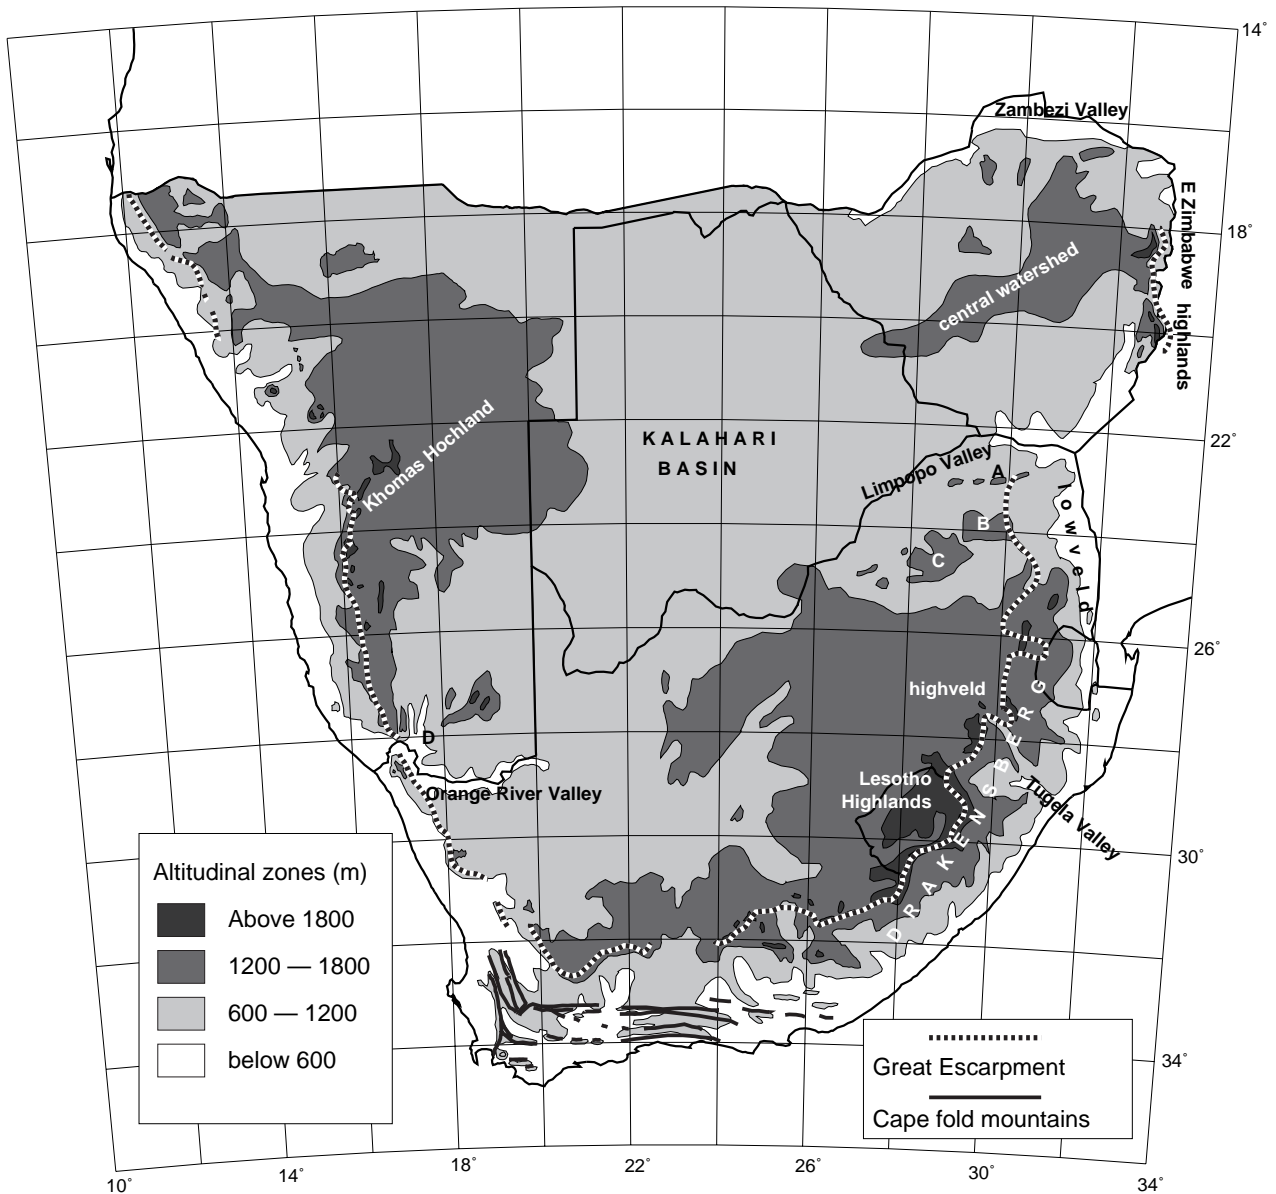 14°
Zambezi Valley
E Zimbabwe highlands
18°
central watershed
Khomas Hochland
KALAHARI
BASIN
22°
Limpopo Valley
A
lowveld
B
C
26°
highveld
D
Lesotho
Highlands
Orange River Valley
Tugela Valley
DRAKENSBERG
30°
Altitudinal zones (m)
Above 1800
1200 — 1800
600 — 1200
below 600
Great Escarpment
Cape fold mountains
34°
10°
14°
18°
22°
26°
30°
34°